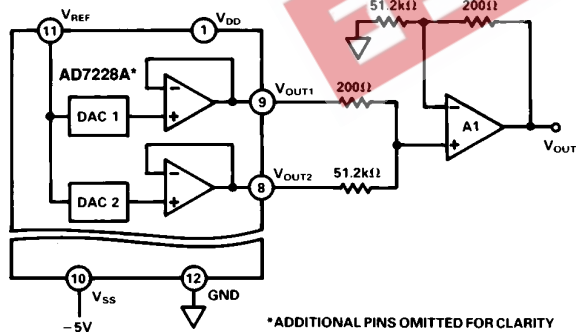 51.2kΩ 200Ω
11 VREF 1 VDD
AD7228A*
DAC 1 − + 9 VOUT1 200Ω − + A1 VOUT
DAC 2 − + 8 VOUT2 51.2kΩ
10 VSS 12 GND
−5V
*ADDITIONAL PINS OMITTED FOR CLARITY